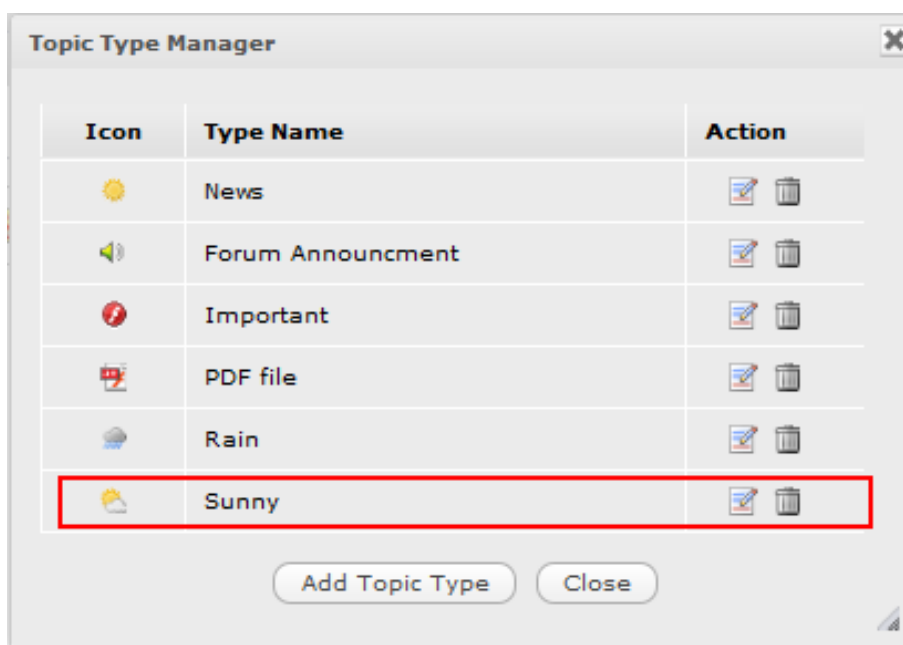 Topic Type Manager
Icon Type Name Action
News
Forum Announcment
Important
PDF file
Rain
Sunny
Add Topic Type Close